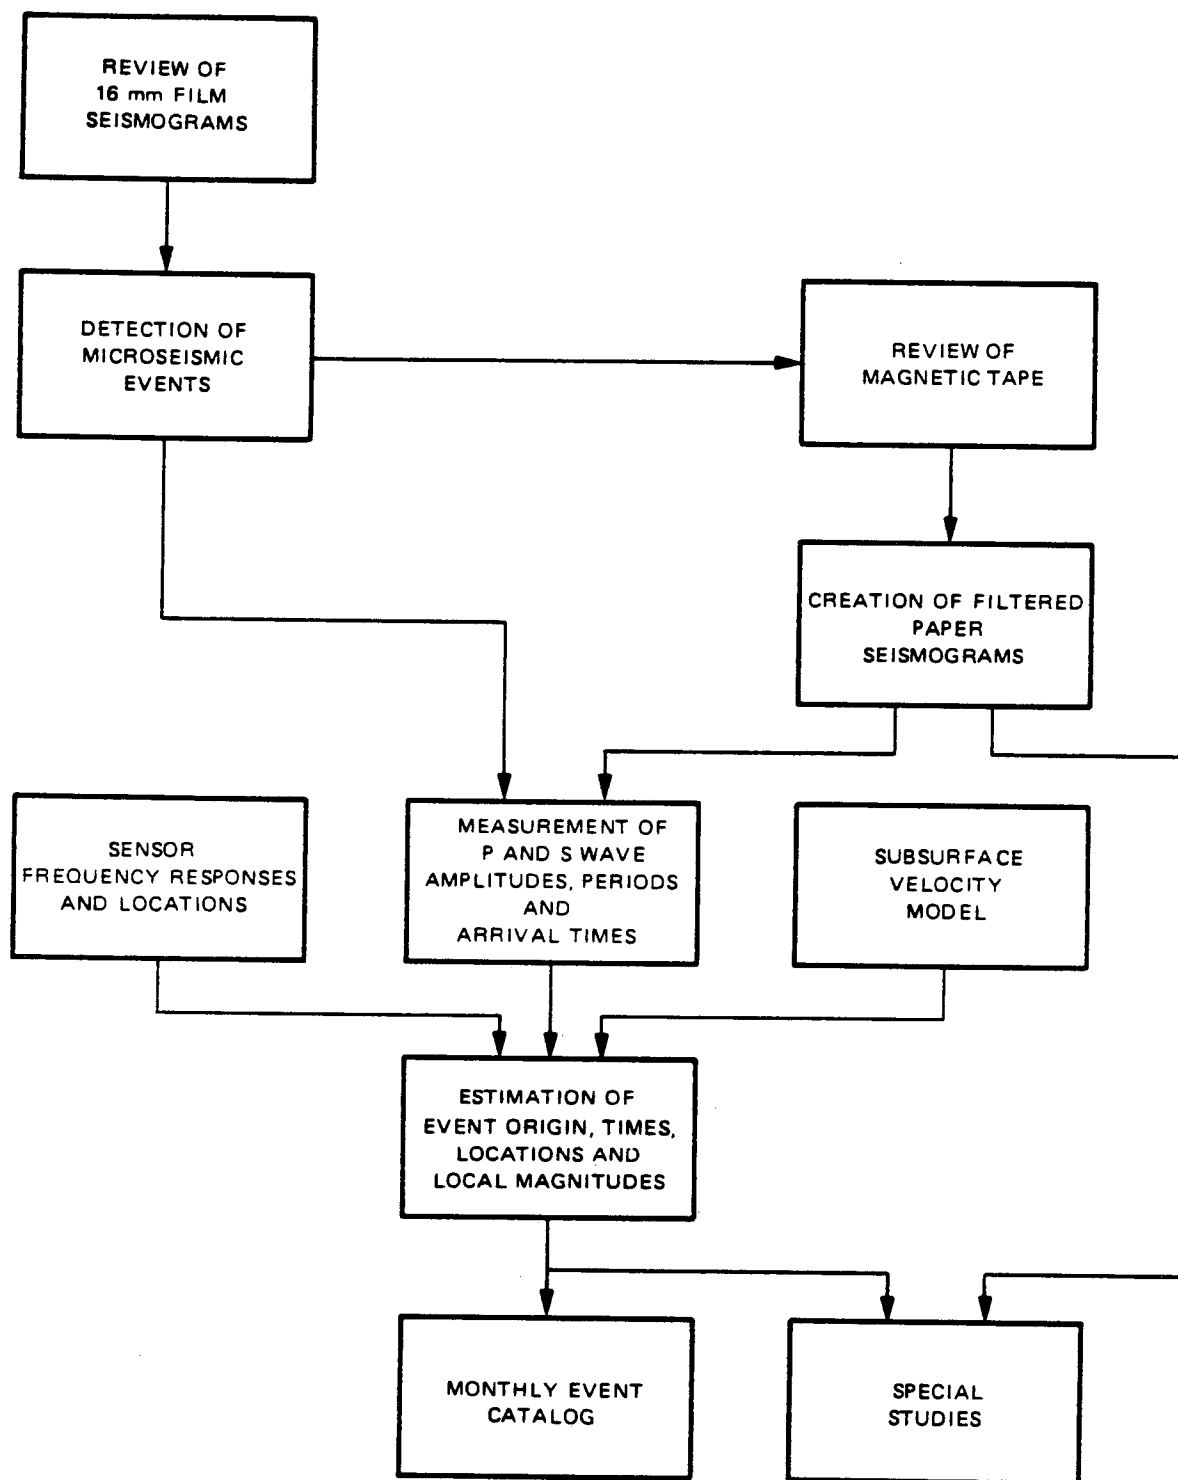 REVIEW OF
16 mm FILM
SEISMOGRAMS
DETECTION OF
MICROSEISMIC
EVENTS
REVIEW OF
MAGNETIC TAPE
CREATION OF FILTERED
PAPER
SEISMOGRAMS
SENSOR
FREQUENCY RESPONSES
AND LOCATIONS
MEASUREMENT OF
P AND S WAVE
AMPLITUDES, PERIODS
AND
ARRIVAL TIMES
SUBSURFACE
VELOCITY
MODEL
ESTIMATION OF
EVENT ORIGIN, TIMES,
LOCATIONS AND
LOCAL MAGNITUDES
MONTHLY EVENT
CATALOG
SPECIAL
STUDIES